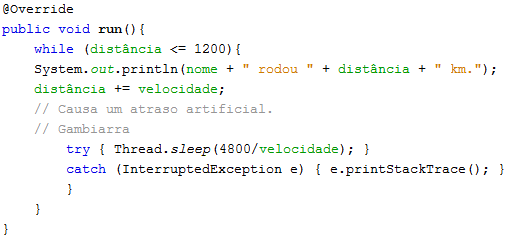 @Override
public void run(){
    while (distância <= 1200){
    System.out.println(nome + " rodou " + distância + " km.");
    distância += velocidade;
    // Causa um atraso artificial.
    // Gambiarra
        try { Thread.sleep(4800/velocidade); }
        catch (InterruptedException e) { e.printStackTrace(); }
        }
    }
}